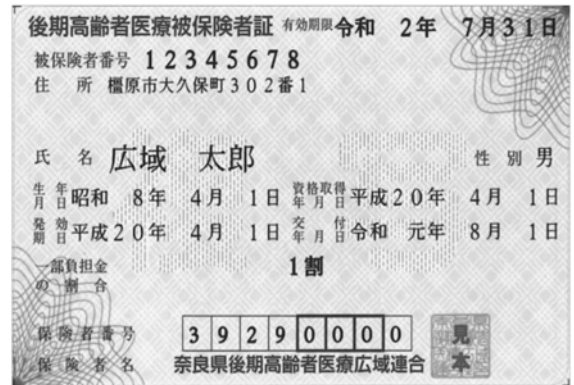 後期高齢者医療被保険者証 有効期限 令和 2年 7月31日
被保険者番号 12345678
住所 橿原市大久保町302番1
氏名 広域 太郎 性別 男
生年月日 昭和 8年 4月 1日 資格取得年月日 平成20年 4月 1日
発効期日 平成20年 4月 1日 交付年月日 令和 元年 8月 1日
一部負担金の割合 1割
保険者番号 39290000
保険者名 奈良県後期高齢者医療広域連合
見本